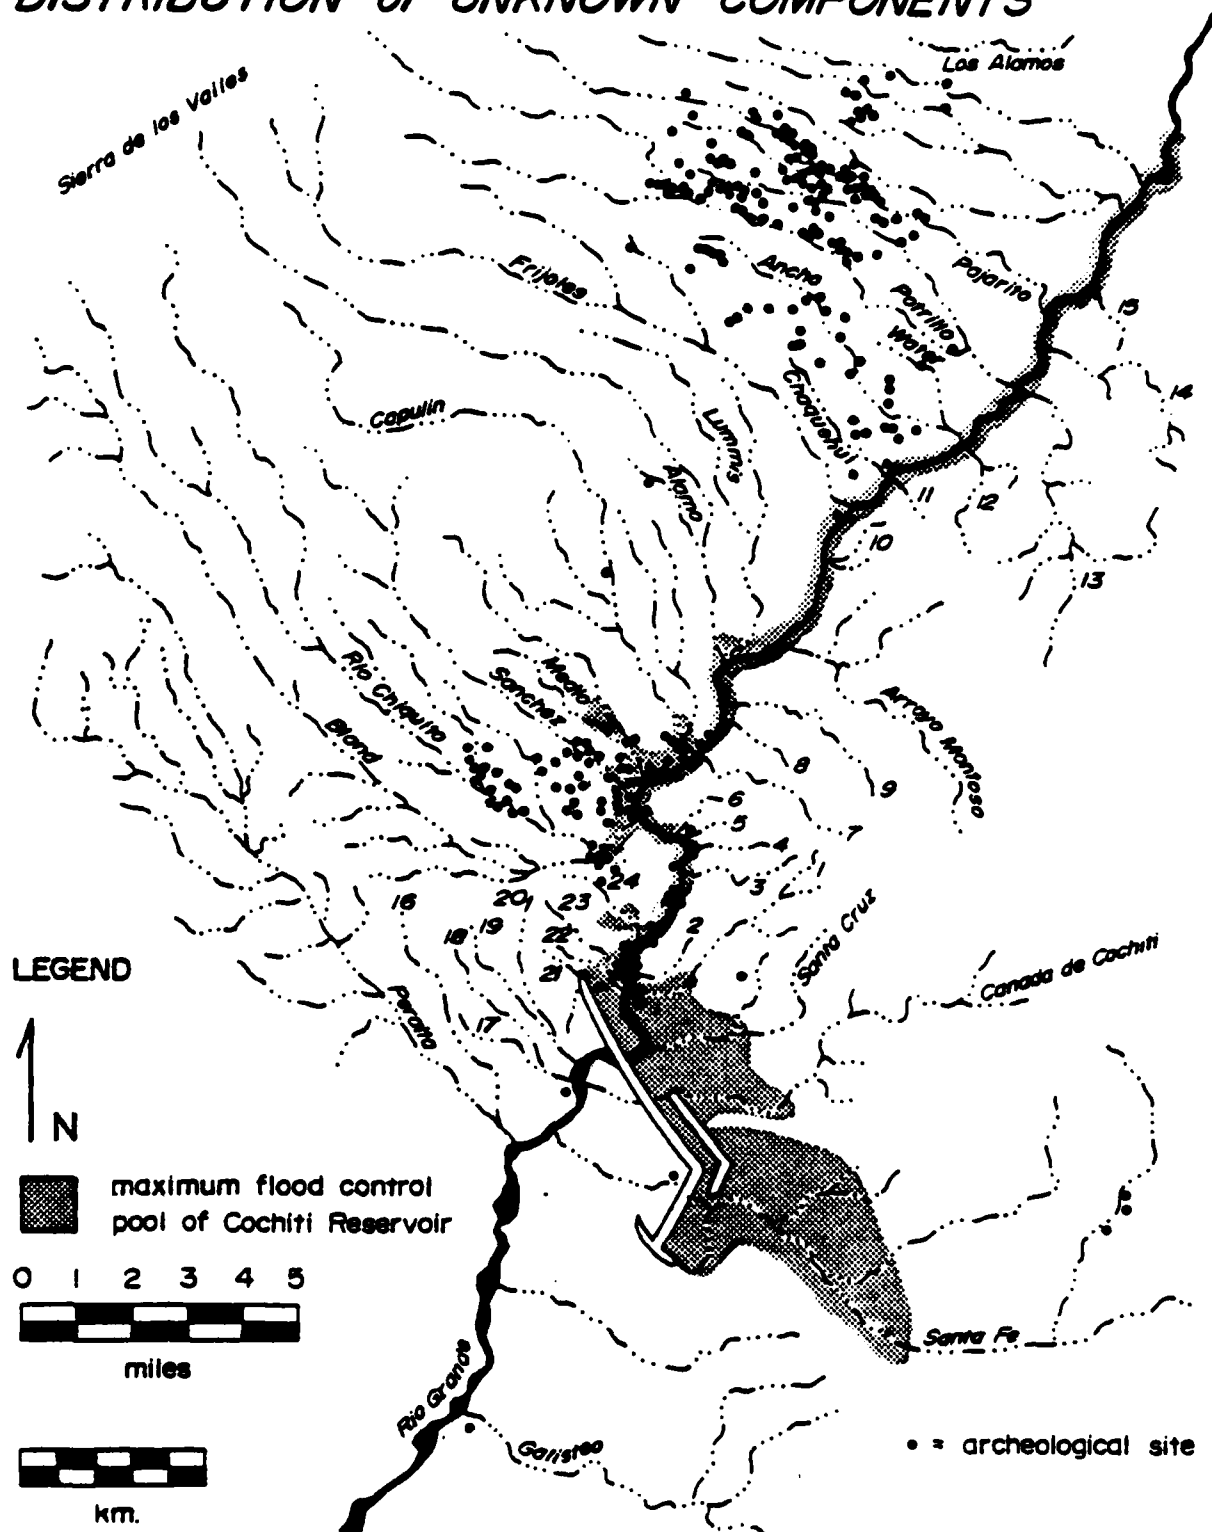 DISTRIBUTION of UNKNOWN COMPONENTS
Los Alamos
Sierra de los Valles
Frijoles
Ancho
Potrillo
Pajarito
Water
15
14
Capulin
Lummis
Chaquehui
Alamo
11
12
10
13
Medio
Sanchez
Rio Chiquito
Bland
Arroyo Montoso
8
9
6
5
7
4
3
1
24
16
20
23
19
18
22
2
Santa Cruz
21
Canada de Cochiti
LEGEND
Peralta
17
N
maximum flood control
pool of Cochiti Reservoir
0 1 2 3 4 5
miles
Santa Fe
Rio Grande
Galisteo
• = archeological site
km.